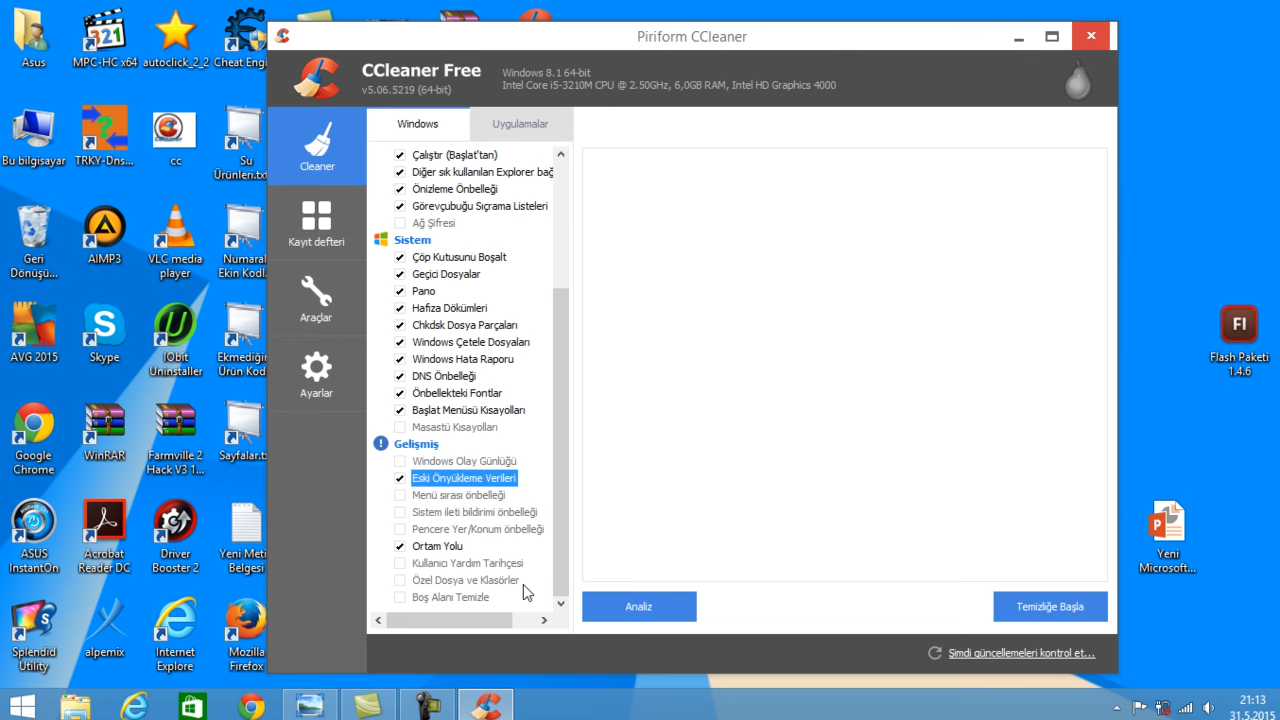 Piriform CCleaner
CCleaner Free
v5.06.5219 (64-bit)
Windows 8.1 64-bit
Intel Core i5-3210M CPU @ 2.50GHz, 6,0GB RAM, Intel HD Graphics 4000
Cleaner
Kayıt defteri
Araçlar
Ayarlar
Windows
Uygulamalar
Çalıştır (Başlat'tan)
Diğer sık kullanılan Explorer bağ
Önizleme Önbelleği
Görevçubuğu Sıçrama Listeleri
Ağ Şifresi
Sistem
Çöp Kutusunu Boşalt
Geçici Dosyalar
Pano
Hafıza Dökümleri
Chkdsk Dosya Parçaları
Windows Çetele Dosyaları
Windows Hata Raporu
DNS Önbelleği
Önbellekteki Fontlar
Başlat Menüsü Kısayolları
Masastü Kısayolları
Gelişmiş
Windows Olay Günlüğü
Eski Önyükleme Verileri
Menü sırası önbelleği
Sistem ileti bildirimi önbelleği
Pencere Yer/Konum önbelleği
Ortam Yolu
Kullanıcı Yardım Tarihçesi
Özel Dosya ve Klasörler
Boş Alanı Temizle
Analiz
Temizliğe Başla
Şimdi güncellemeleri kontrol et...
Asus
MPC-HC x64
321
autoclick_2_2
Cheat Engi
Bu bilgisayar
TRKY-Dns...
cc
Su
Ürünleri.txt
Geri
Dönüşü...
AIMP3
VLC media
player
Numaral
Ekin Kodl.
AVG 2015
Skype
IObit
Uninstaller
Ekmediğin
Ürün Kod
Google
Chrome
WinRAR
Farmville 2
Hack V3 1...
Sayfalar.tx
ASUS
InstantOn
Acrobat
Reader DC
Driver
Booster 2
Yeni Meti
Belgesi
Splendid
Utility
alpemix
Internet
Explore
Mozilla
Firefox
FI
Flash Paketi
1.4.6
Yeni
Microsoft...
21:13
31.5.2015